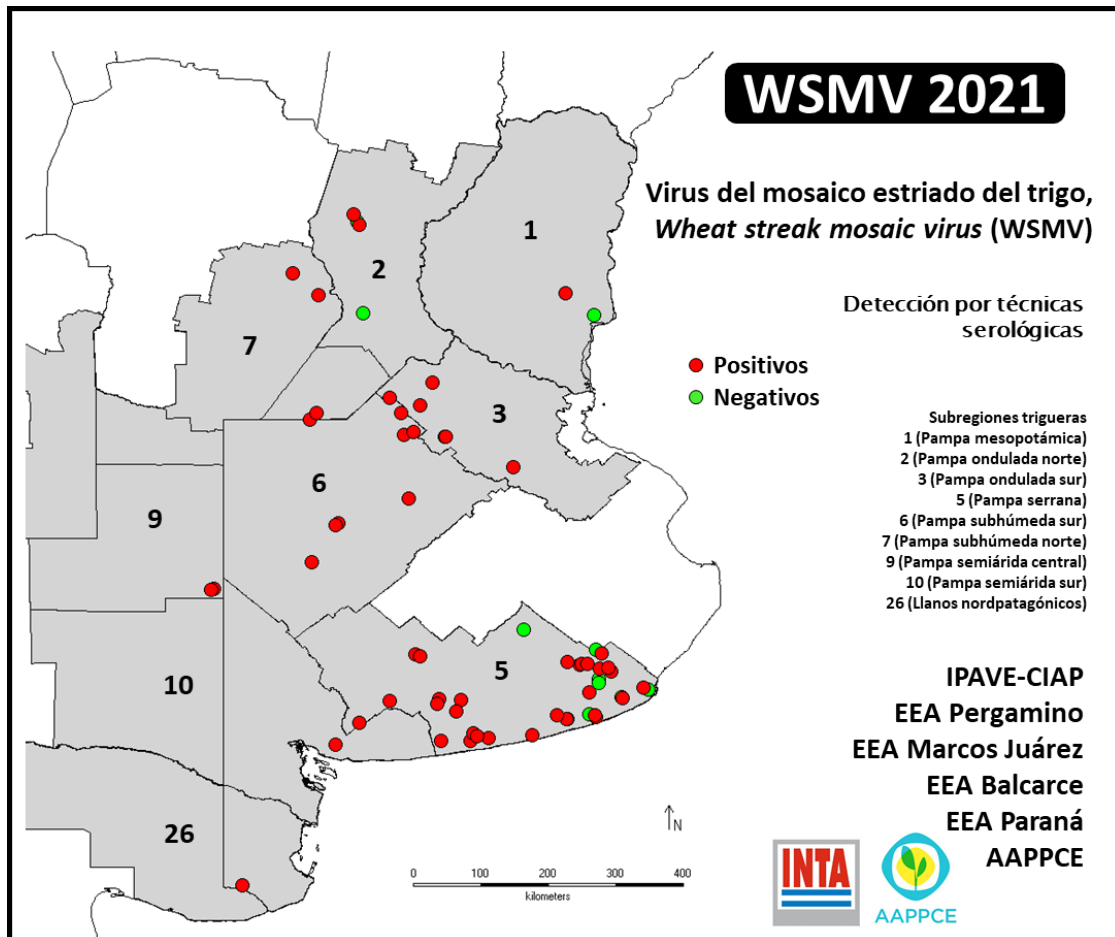 WSMV 2021
Virus del mosaico estriado del trigo,
Wheat streak mosaic virus (WSMV)
Detección por técnicas
serológicas
Positivos
Negativos
Subregiones trigueras
1 (Pampa mesopotámica)
2 (Pampa ondulada norte)
3 (Pampa ondulada sur)
5 (Pampa serrana)
6 (Pampa subhúmeda sur)
7 (Pampa subhúmeda norte)
9 (Pampa semiárida central)
10 (Pampa semiárida sur)
26 (Llanos nordpatagónicos)
IPAVE-CIAP
EEA Pergamino
EEA Marcos Juárez
EEA Balcarce
EEA Paraná
AAPPCE
1
2
7
3
6
9
5
10
26
N
0 100 200 300 400
kilometers
INTA
AAPPCE